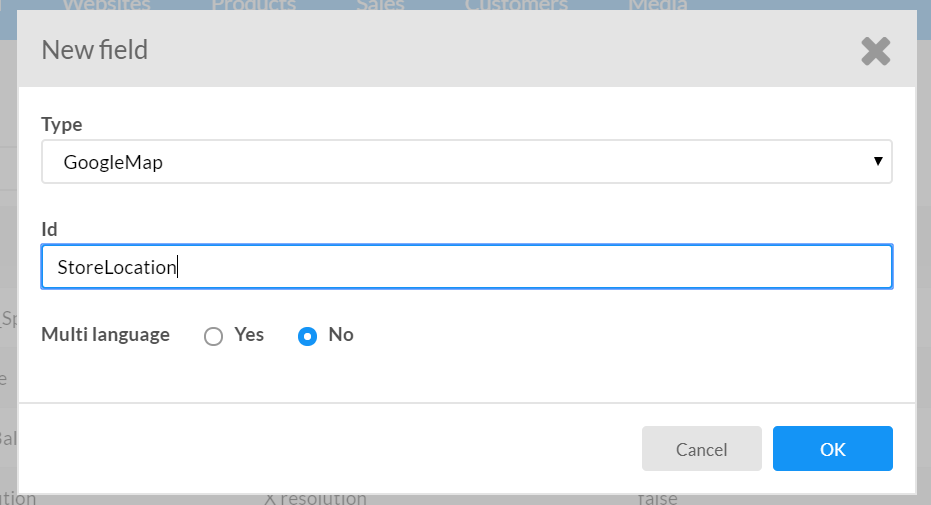 Websites Products Sales Customers Media
New field
Type
GoogleMap
Id
StoreLocation
Multi language Yes No
Cancel OK
X resolution false